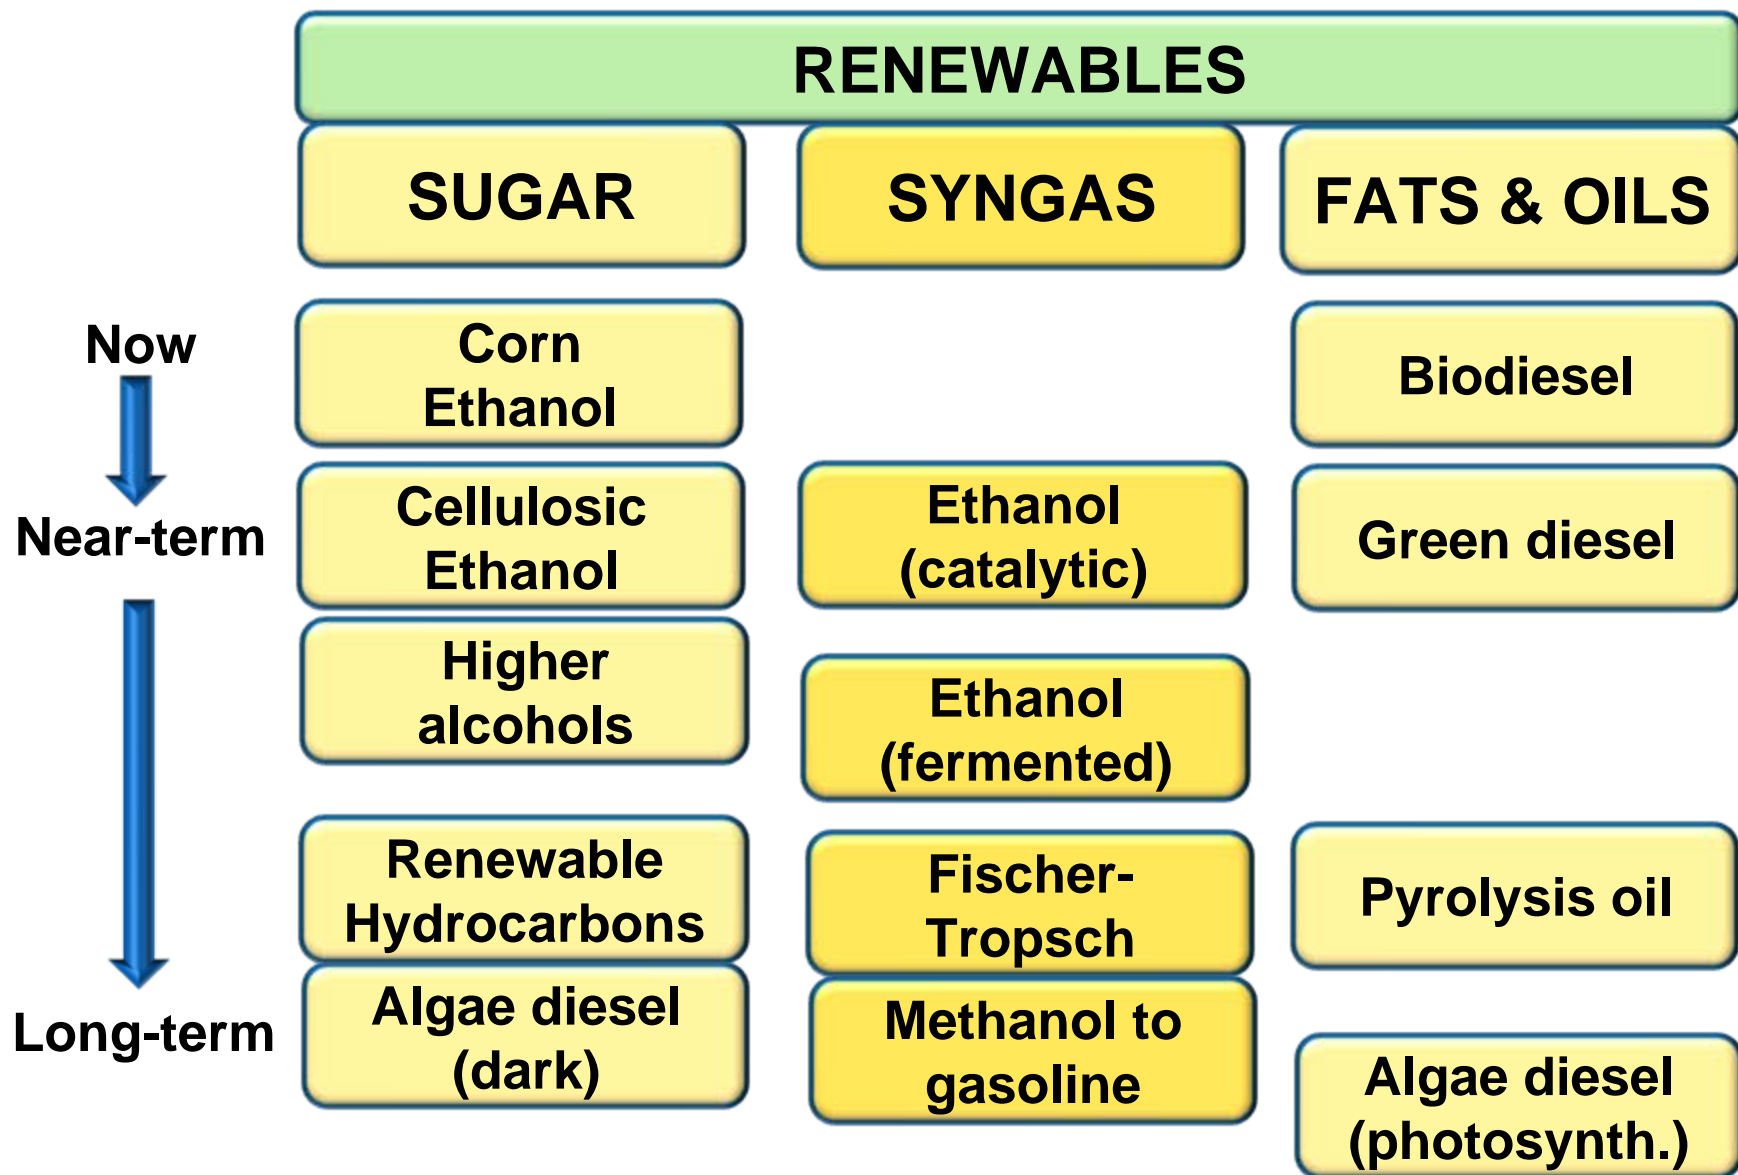 RENEWABLES
SUGAR
SYNGAS
FATS & OILS
Now
Corn
Ethanol
Biodiesel
Near-term
Cellulosic
Ethanol
Ethanol
(catalytic)
Green diesel
Higher
alcohols
Ethanol
(fermented)
Renewable
Hydrocarbons
Fischer-
Tropsch
Pyrolysis oil
Long-term
Algae diesel
(dark)
Methanol to
gasoline
Algae diesel
(photosynth.)